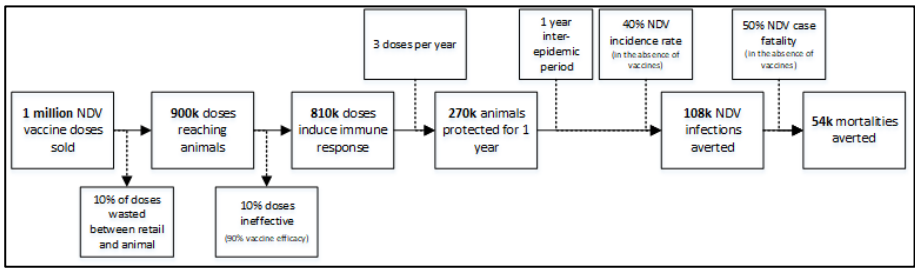 3 doses per year
1 year
inter-
epidemic
period
40% NDV
incidence rate
(in the absence of
vaccines)
50% NDV case
fatality
(in the absence of
vaccines)
1 million NDV
vaccine doses
sold
900k doses
reaching
animals
810k doses
induce immune
response
270k animals
protected for 1
year
108k NDV
infections
averted
54k mortalities
averted
10% of doses
wasted
between retail
and animal
10% doses
ineffective
(90% vaccine efficacy)